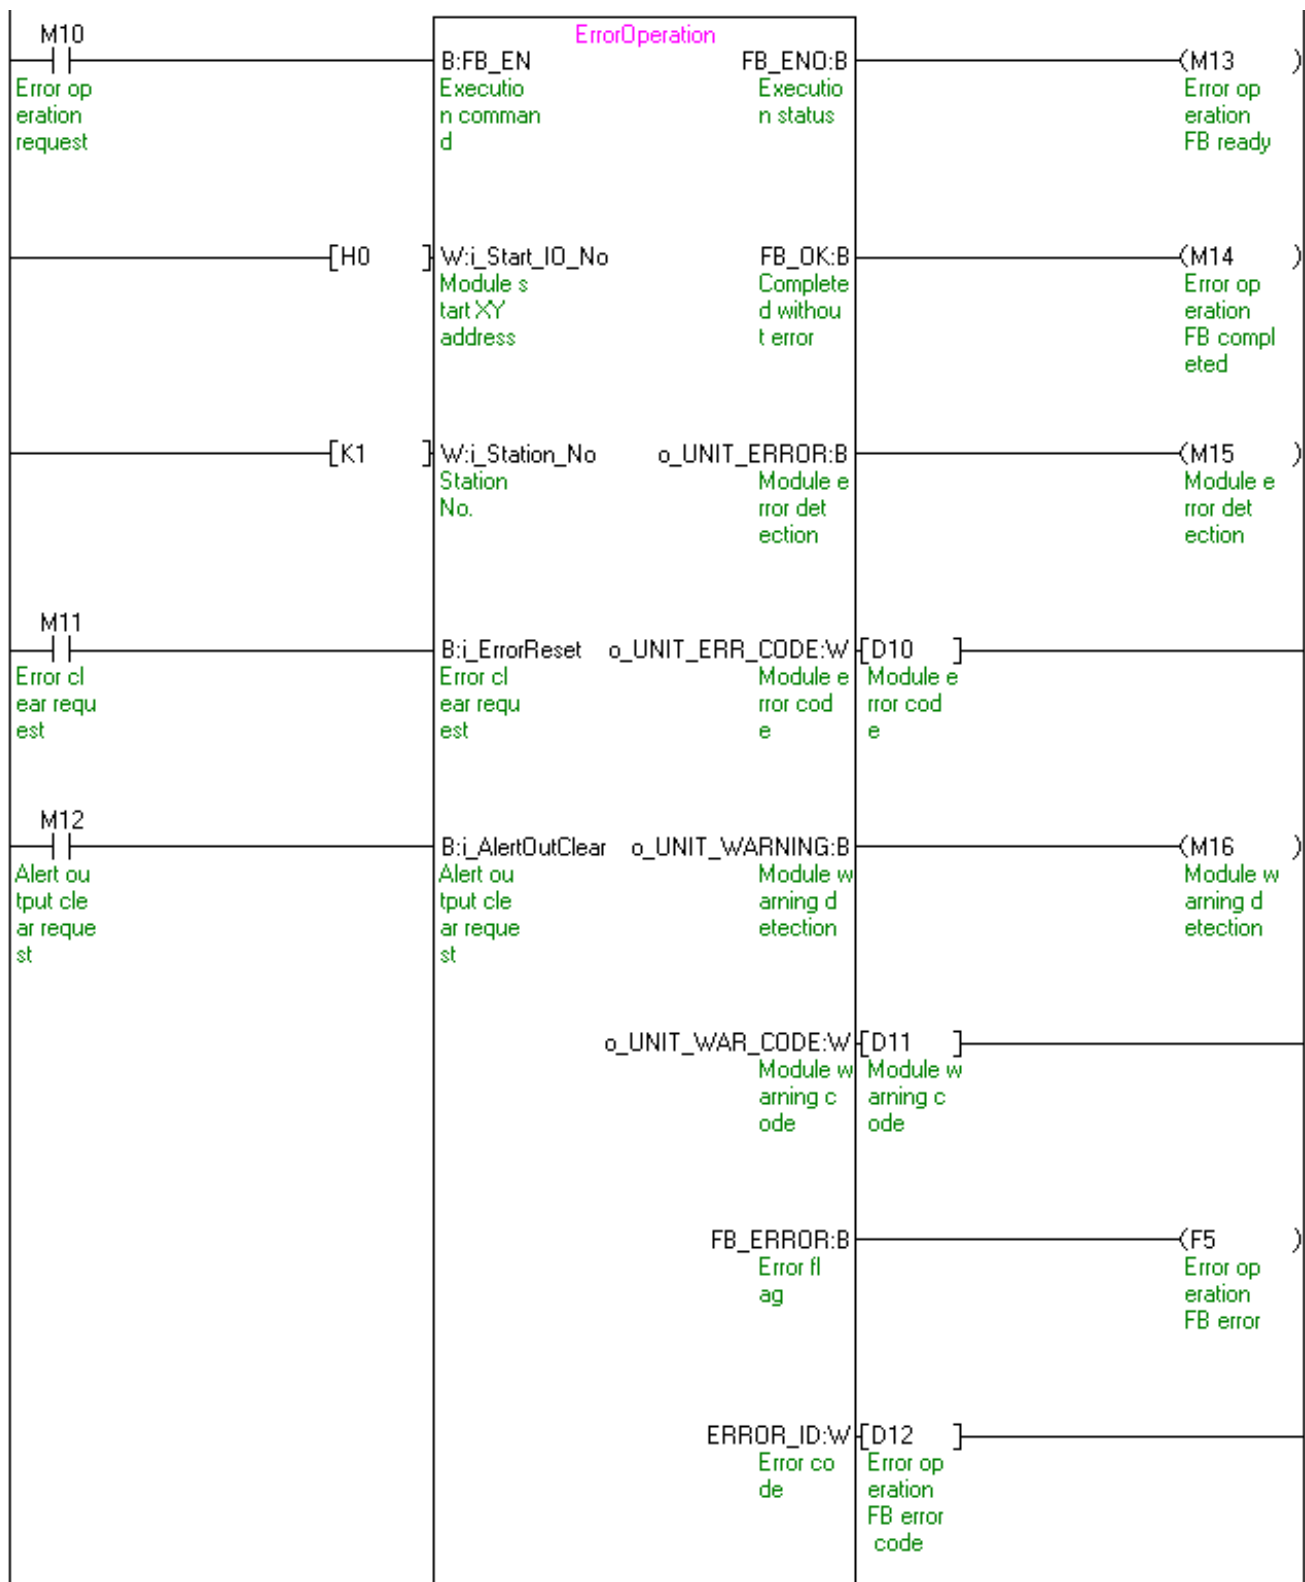 M10
ErrorOperation
B:FB_EN FB_ENO:B (M13 )
Error op
eration
request
Executio
n comman
d
Executio
n status
Error op
eration
FB ready
[H0 ] W:i_Start_IO_No FB_OK:B (M14 )
Module s
tart XY
address
Complete
d withou
t error
Error op
eration
FB compl
eted
[K1 ] W:i_Station_No o_UNIT_ERROR:B (M15 )
Station
No.
Module e
rror det
ection
Module e
rror det
ection
M11
B:i_ErrorReset o_UNIT_ERR_CODE:W [D10 ]
Error cl
ear requ
est
Error cl
ear requ
est
Module e
rror cod
e
Module e
rror cod
e
M12
B:i_AlertOutClear o_UNIT_WARNING:B (M16 )
Alert ou
tput cle
ar reque
st
Alert ou
tput cle
ar reque
st
Module w
arning d
etection
Module w
arning d
etection
o_UNIT_WAR_CODE:W [D11 ]
Module w
arning c
ode
Module w
arning c
ode
FB_ERROR:B (F5 )
Error fl
ag
Error op
eration
FB error
ERROR_ID:W [D12 ]
Error co
de
Error op
eration
FB error
code